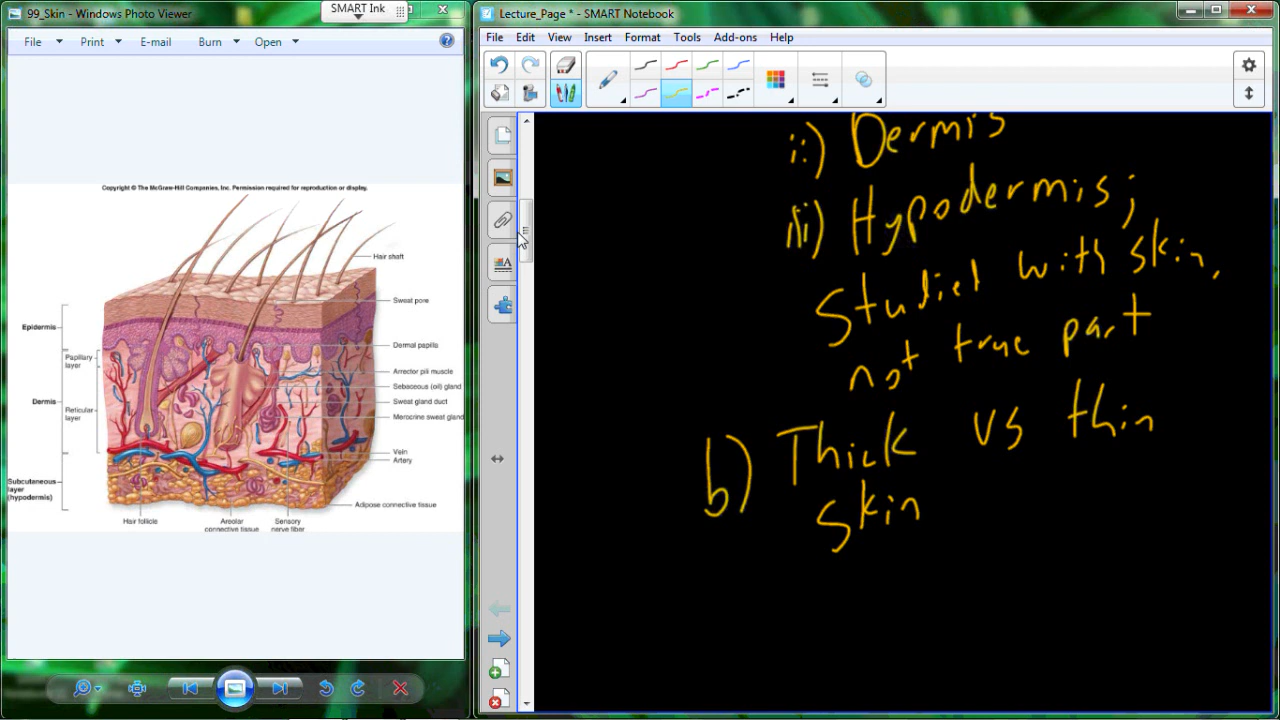 99_Skin - Windows Photo Viewer
SMART Ink
File Print E-mail Burn Open
Copyright © The McGraw-Hill Companies, Inc. Permission required for reproduction or display.
Hair shaft
Sweat pore
Epidermis
Dermal papilla
Papillary
layer
Arrector pili muscle
Sebaceous (oil) gland
Dermis
Sweat gland duct
Reticular
layer
Merocrine sweat gland
Vein
Artery
Subcutaneous
layer
(hypodermis)
Adipose connective tissue
Hair follicle
Areolar
connective tissue
Sensory
nerve fiber
Lecture_Page * - SMART Notebook
File Edit View Insert Format Tools Add-ons Help
ii) Dermis
iii) Hypodermis;
Studied with skin,
not true part
b) Thick vs thin
skin